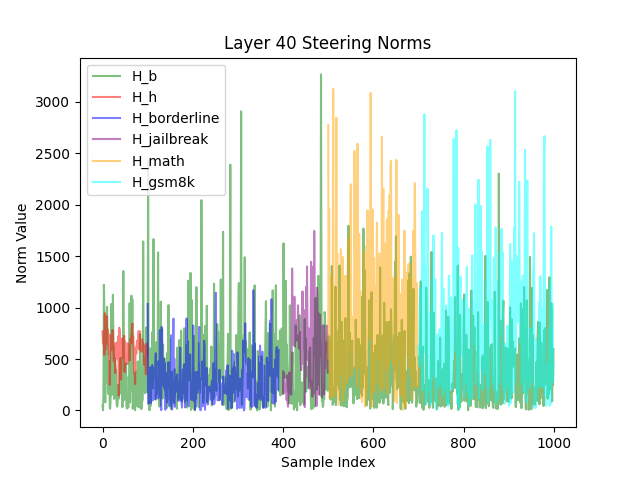 Layer 40 Steering Norms
H_b
H_h
H_borderline
H_jailbreak
H_math
H_gsm8k
Norm Value
3000
2500
2000
1500
1000
500
0
0 200 400 600 800 1000
Sample Index